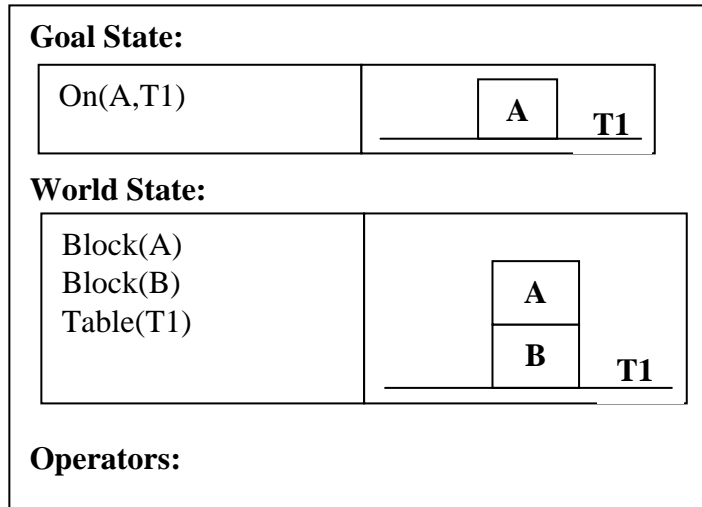 Goal State:
On(A,T1)
A
T1
World State:
Block(A)
Block(B)
Table(T1)
A
B
T1
Operators: